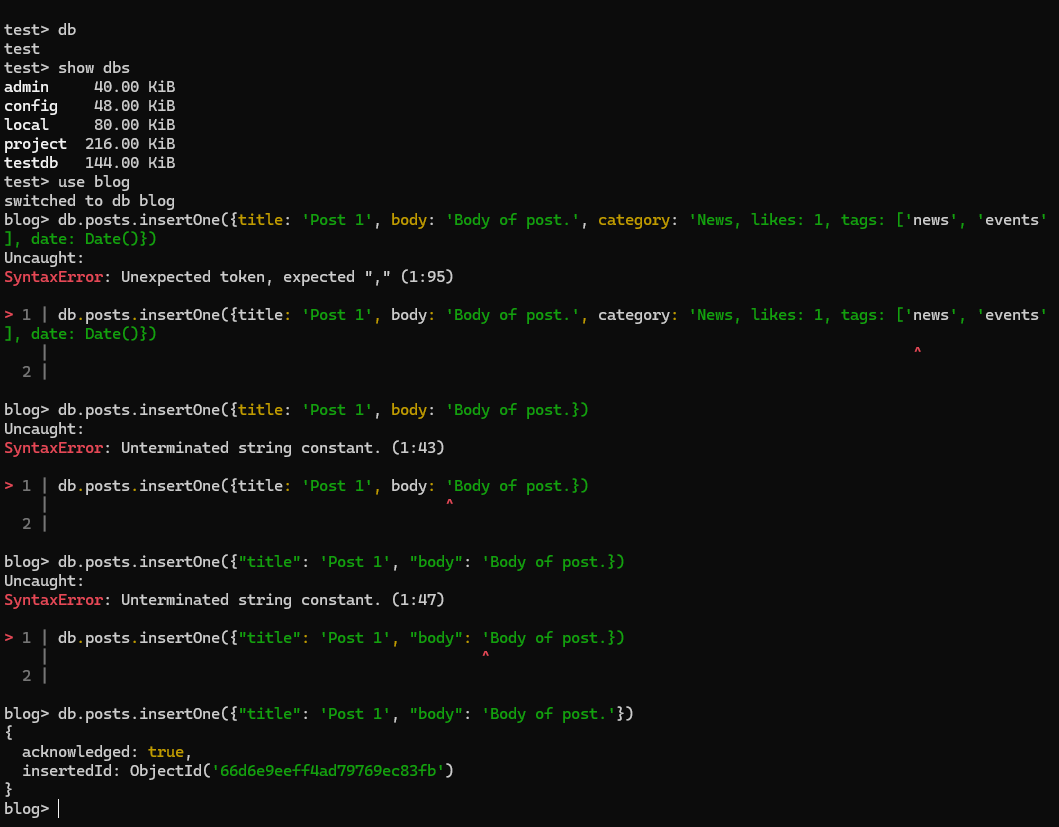 test> db
test
test> show dbs
admin     40.00 KiB
config    48.00 KiB
local     80.00 KiB
project  216.00 KiB
testdb   144.00 KiB
test> use blog
switched to db blog
blog> db.posts.insertOne({title: 'Post 1', body: 'Body of post.', category: 'News, likes: 1, tags: ['news', 'events'
], date: Date()})
Uncaught:
SyntaxError: Unexpected token, expected "," (1:95)
> 1 | db.posts.insertOne({title: 'Post 1', body: 'Body of post.', category: 'News, likes: 1, tags: ['news', 'events'
], date: Date()})
    |                                                                                                ^
  2 |
blog> db.posts.insertOne({title: 'Post 1', body: 'Body of post.})
Uncaught:
SyntaxError: Unterminated string constant. (1:43)
> 1 | db.posts.insertOne({title: 'Post 1', body: 'Body of post.})
    |                                            ^
  2 |
blog> db.posts.insertOne({"title": 'Post 1', "body": 'Body of post.})
Uncaught:
SyntaxError: Unterminated string constant. (1:47)
> 1 | db.posts.insertOne({"title": 'Post 1', "body": 'Body of post.})
    |                                                ^
  2 |
blog> db.posts.insertOne({"title": 'Post 1', "body": 'Body of post.'})
{
  acknowledged: true,
  insertedId: ObjectId('66d6e9eeff4ad79769ec83fb')
}
blog>